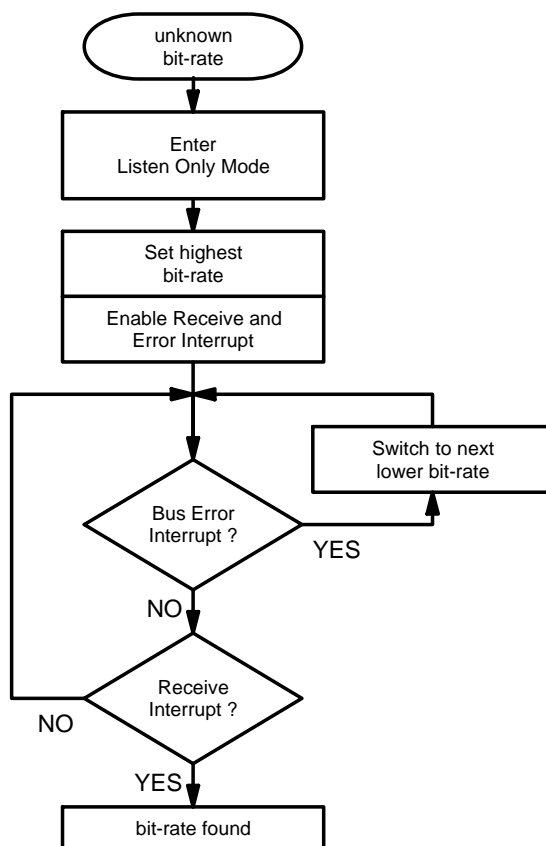 unknown
bit-rate
Enter
Listen Only Mode
Set highest
bit-rate
Enable Receive and
Error Interrupt
Switch to next
lower bit-rate
Bus Error
Interrupt ?
YES
NO
Receive
Interrupt ?
NO
YES
bit-rate found